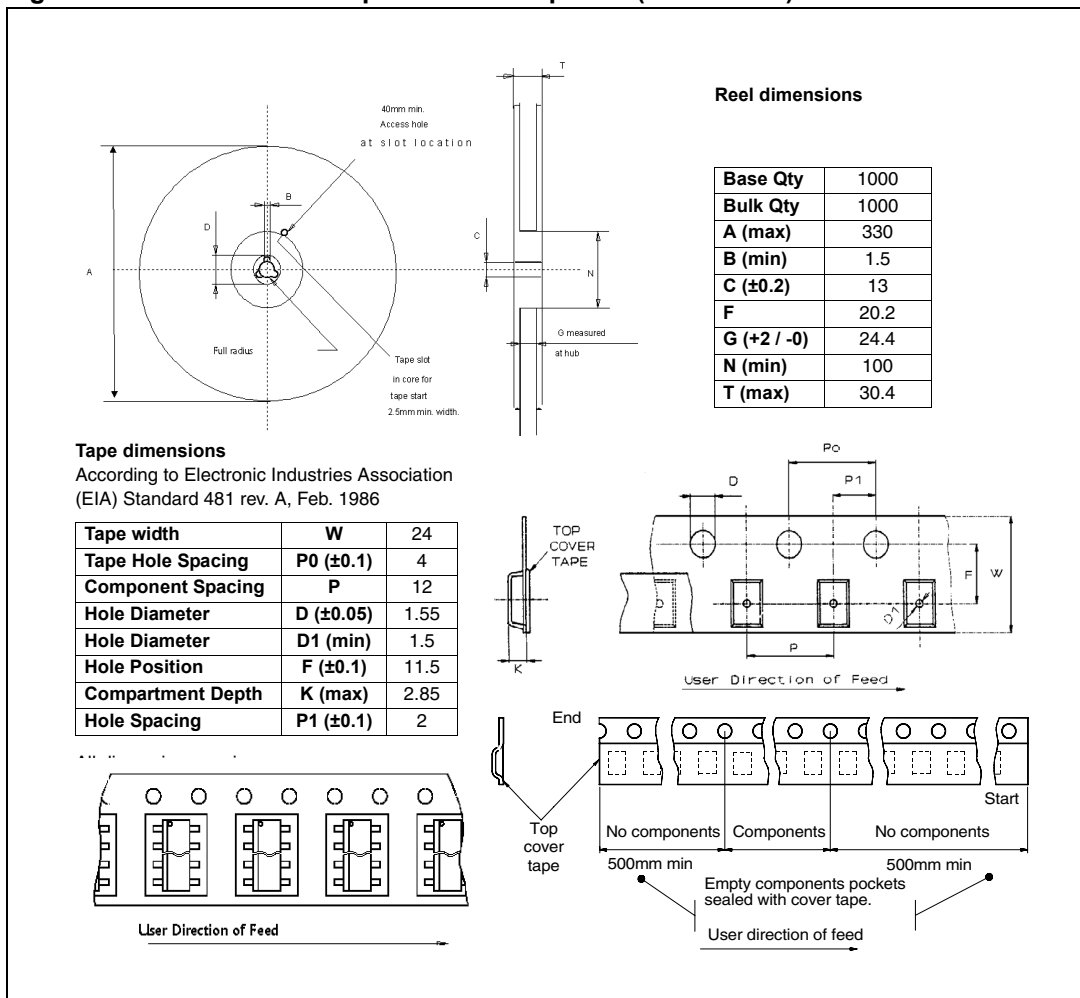 T
40mm min.
Access hole
at slot location
B
D
C
A
N
Full radius
Tape slot
in core for
tape start
2.5mm min. width.
G measured
at hub
Reel dimensions
Base Qty 1000
Bulk Qty 1000
A (max) 330
B (min) 1.5
C (±0.2) 13
F 20.2
G (+2 / -0) 24.4
N (min) 100
T (max) 30.4
Tape dimensions
According to Electronic Industries Association
(EIA) Standard 481 rev. A, Feb. 1986
Tape width W 24
Tape Hole Spacing P0 (±0.1) 4
Component Spacing P 12
Hole Diameter D (±0.05) 1.55
Hole Diameter D1 (min) 1.5
Hole Position F (±0.1) 11.5
Compartment Depth K (max) 2.85
Hole Spacing P1 (±0.1) 2
TOP
COVER
TAPE
K
Po
D
P1
F
W
D1
P
User Direction of Feed
End
Start
Top
cover
tape
No components
Components
No components
500mm min
500mm min
Empty components pockets
sealed with cover tape.
User direction of feed
User Direction of Feed